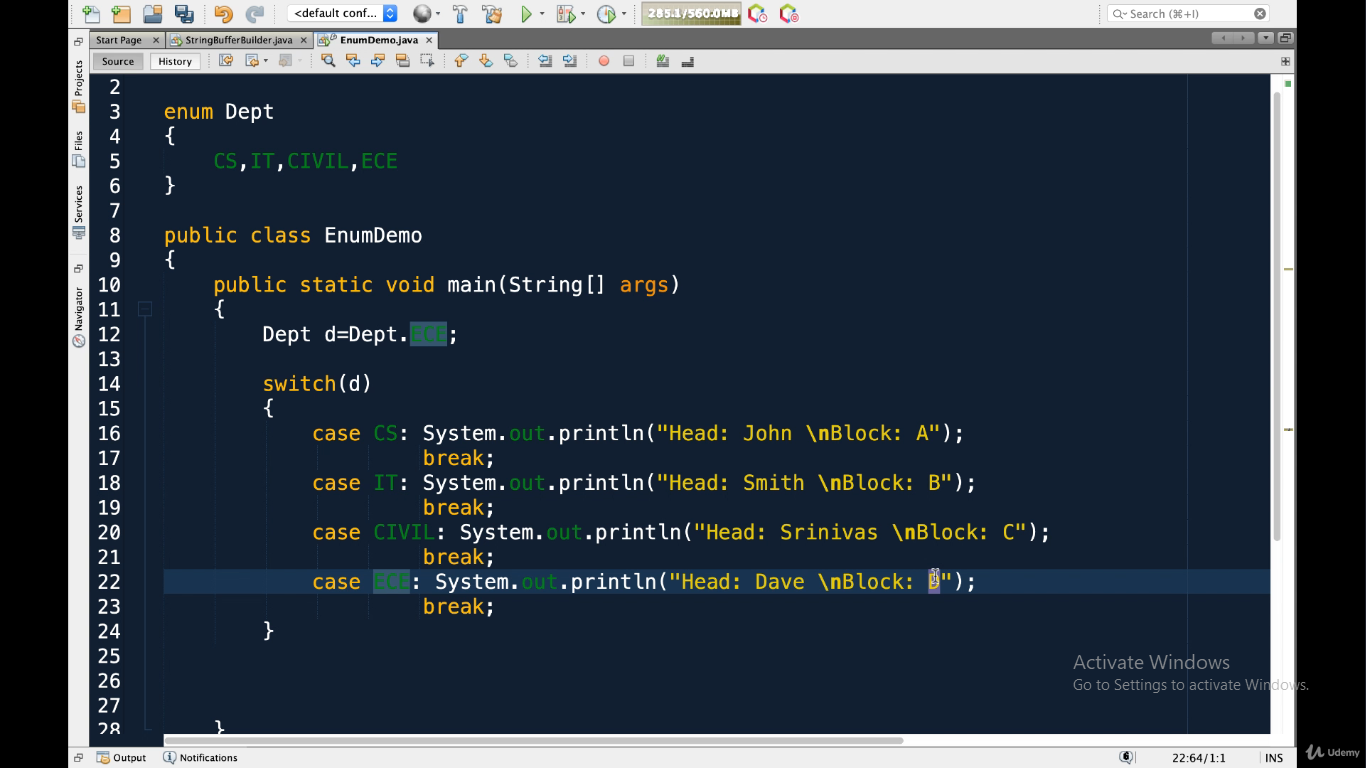 <default conf...
285.1/560.0MB
Search (⌘+I)
Start Page
StringBufferBuilder.java
EnumDemo.java
Source
History
Projects
Files
Services
Navigator
2
3 enum Dept
4 {
5 CS,IT,CIVIL,ECE
6 }
7
8 public class EnumDemo
9 {
10 public static void main(String[] args)
11 {
12 Dept d=Dept.ECE;
13
14 switch(d)
15 {
16 case CS: System.out.println("Head: John \nBlock: A");
17 break;
18 case IT: System.out.println("Head: Smith \nBlock: B");
19 break;
20 case CIVIL: System.out.println("Head: Srinivas \nBlock: C");
21 break;
22 case ECE: System.out.println("Head: Dave \nBlock: D");
23 break;
24 }
25
26
27
28 }
Activate Windows
Go to Settings to activate Windows.
Output
Notifications
6
22:64/1:1
INS
Udemy